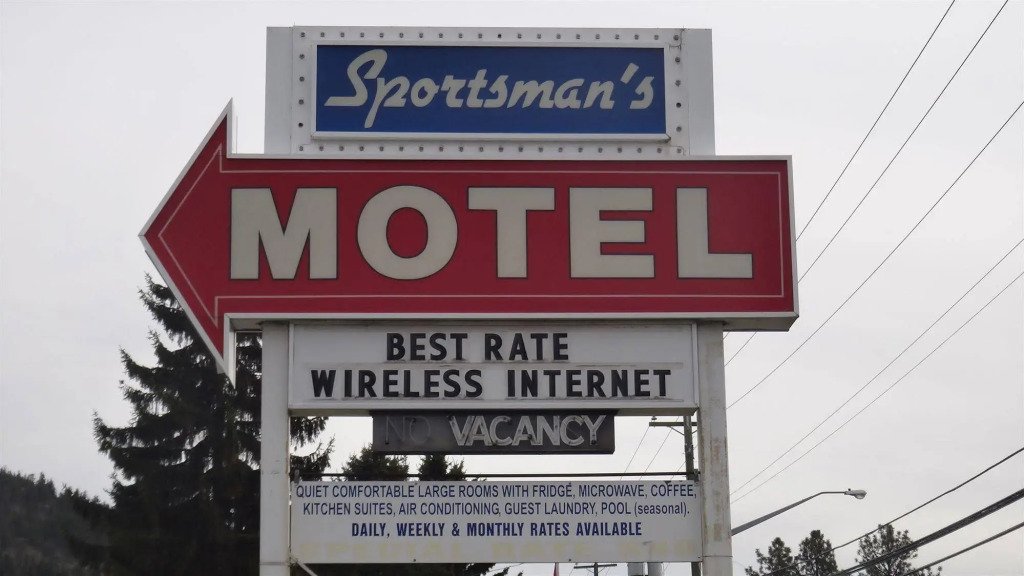 Sportsman's
MOTEL
BEST RATE
WIRELESS INTERNET
NO VACANCY
QUIET COMFORTABLE LARGE ROOMS WITH FRIDGE, MICROWAVE, COFFEE,
KITCHEN SUITES, AIR CONDITIONING, GUEST LAUNDRY, POOL (seasonal).
DAILY, WEEKLY & MONTHLY RATES AVAILABLE